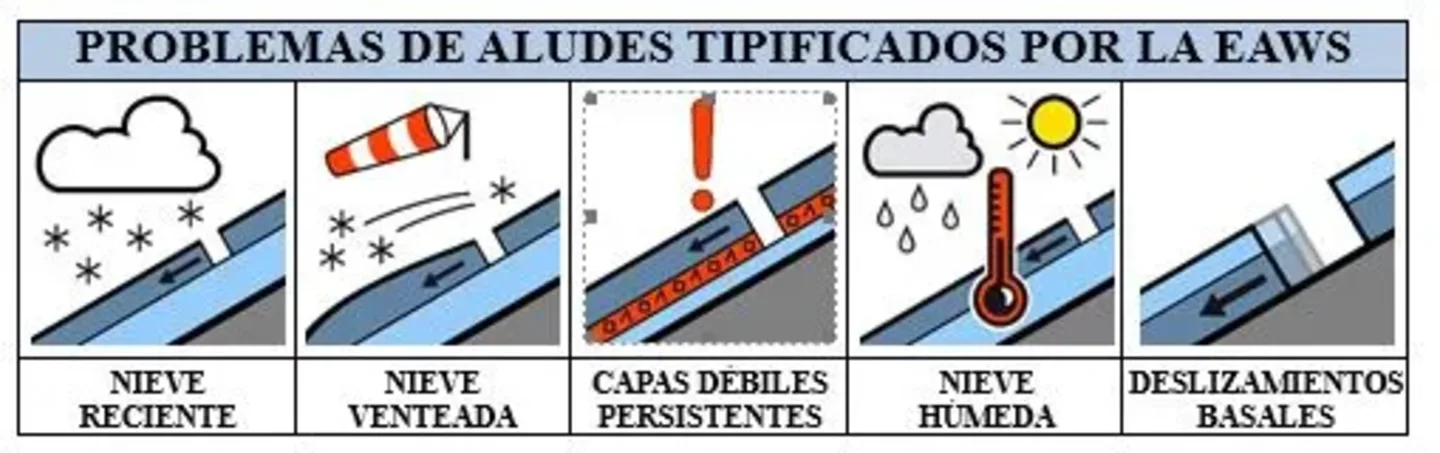 PROBLEMAS DE ALUDES TIPIFICADOS POR LA EAWS
NIEVE
RECIENTE
NIEVE
VENTEADA
CAPAS DÉBILES
PERSISTENTES
NIEVE
HÚMEDA
DESLIZAMIENTOS
BASALES